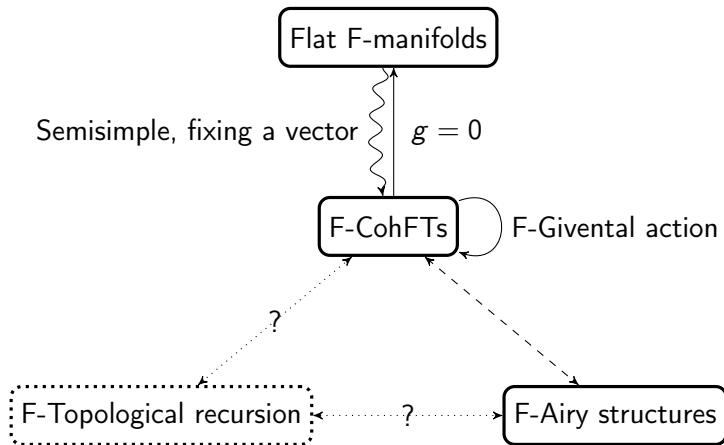 Flat F-manifolds
Semisimple, fixing a vector
g = 0
F-CohFTs
F-Givental action
?
F-Topological recursion
?
F-Airy structures